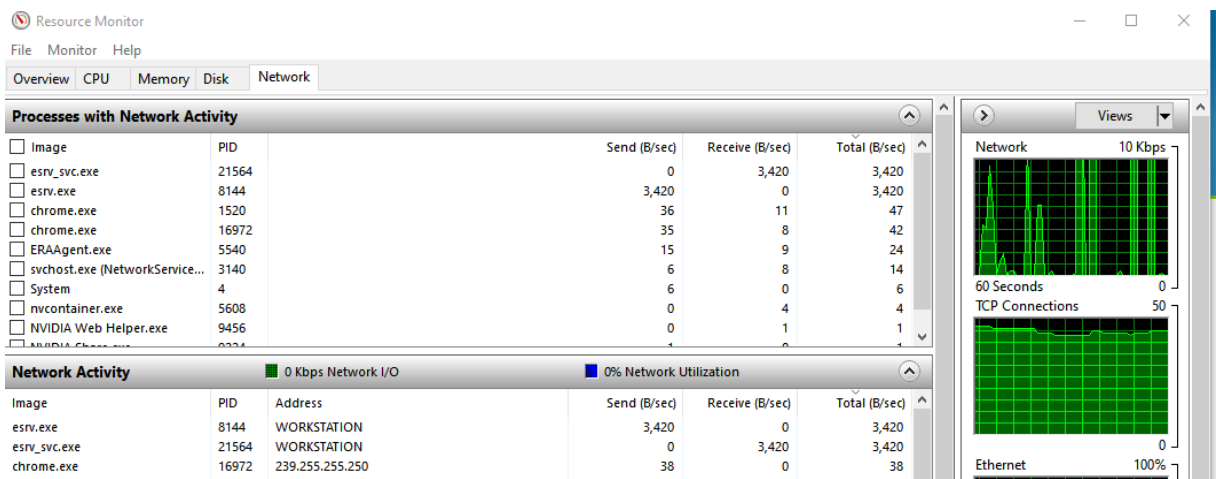 Resource Monitor
File Monitor Help
Overview CPU Memory Disk Network
Processes with Network Activity
Image PID Send (B/sec) Receive (B/sec) Total (B/sec)
esrv_svc.exe 21564 0 3,420 3,420
esrv.exe 8144 3,420 0 3,420
chrome.exe 1520 36 11 47
chrome.exe 16972 35 8 42
ERAAgent.exe 5540 15 9 24
svchost.exe (NetworkService... 3140 6 8 14
System 4 6 0 6
nvcontainer.exe 5608 0 4 4
NVIDIA Web Helper.exe 9456 0 1 1
Network Activity 0 Kbps Network I/O 0% Network Utilization
Image PID Address Send (B/sec) Receive (B/sec) Total (B/sec)
esrv.exe 8144 WORKSTATION 3,420 0 3,420
esrv_svc.exe 21564 WORKSTATION 0 3,420 3,420
chrome.exe 16972 239.255.255.250 38 0 38
Views
Network 10 Kbps
60 Seconds 0
TCP Connections 50
0
Ethernet 100%